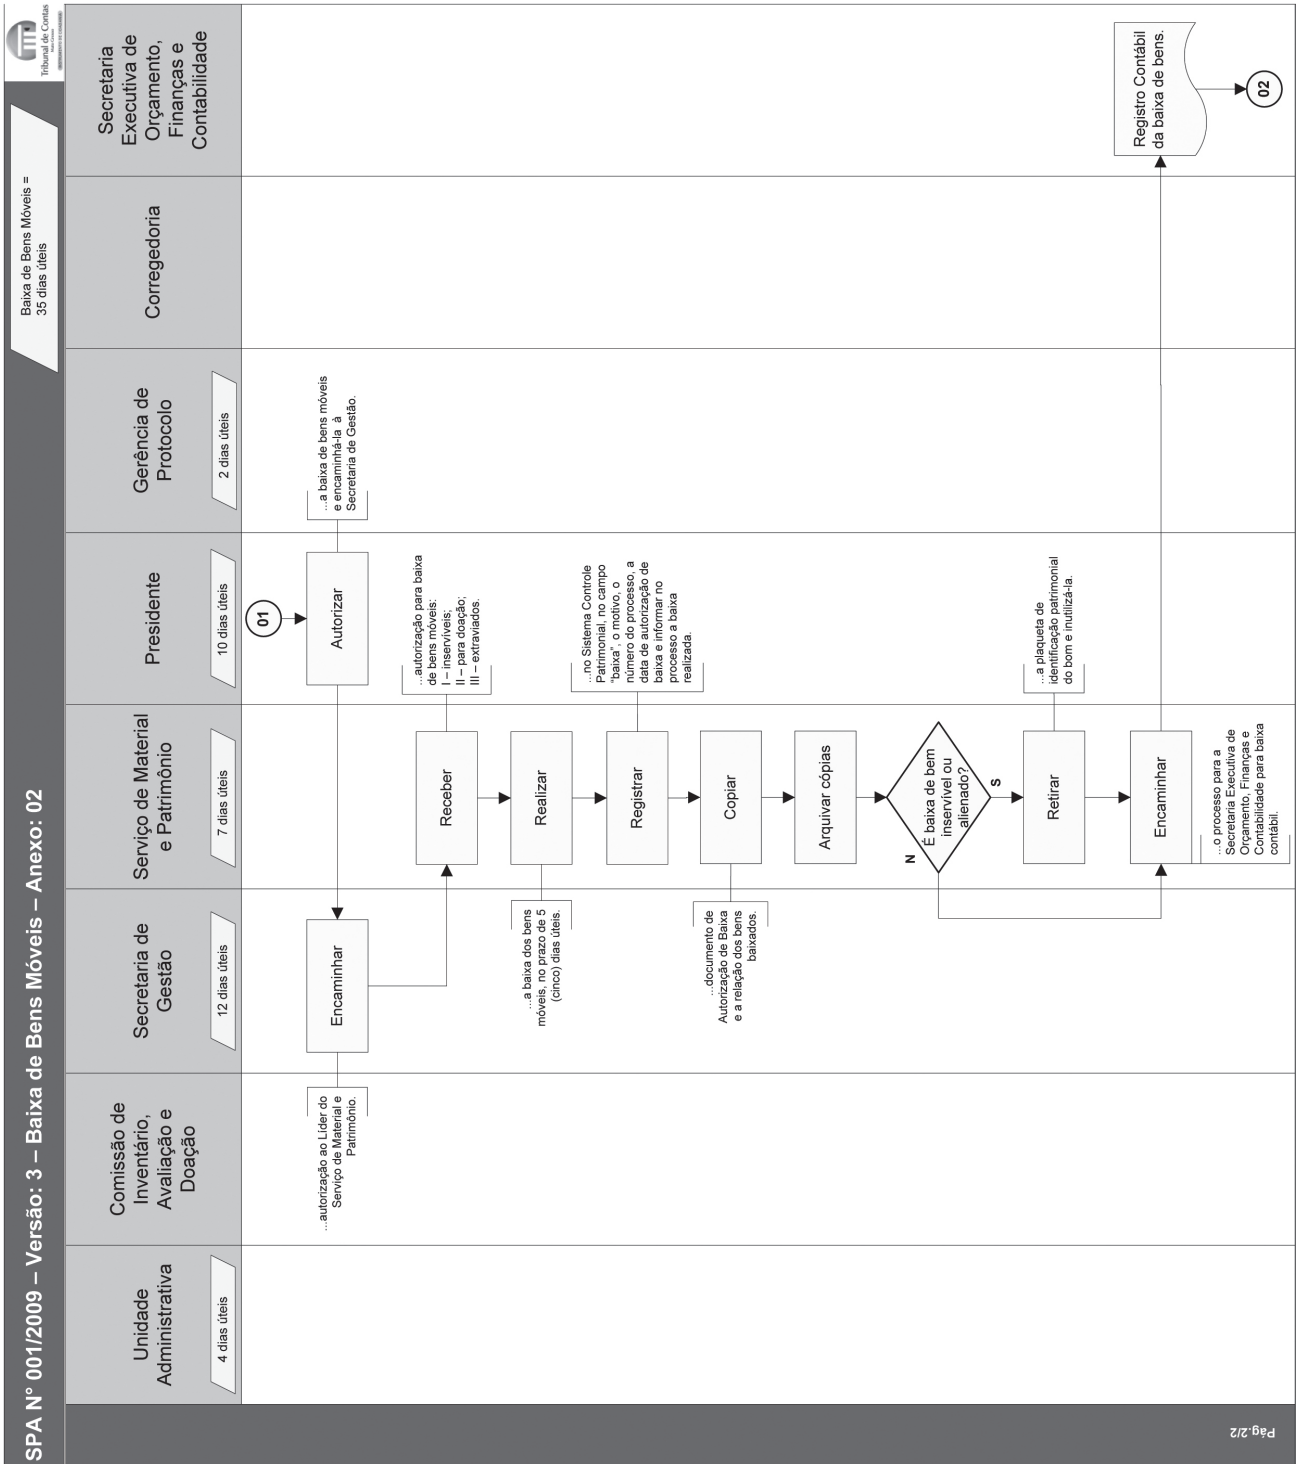 SPA N° 001/2009 – Versão: 3 – Baixa de Bens Móveis – Anexo: 02
Baixa de Bens Móveis =
35 dias úteis
Tribunal de Contas
Unidade
Administrativa
4 dias úteis
Comissão de
Inventário,
Avaliação e
Doação
Secretaria de
Gestão
12 dias úteis
Serviço de Material
e Patrimônio
7 dias úteis
Presidente
10 dias úteis
Gerência de
Protocolo
2 dias úteis
Corregedoria
Secretaria
Executiva de
Orçamento,
Finanças e
Contabilidade
01
Autorizar
...a baixa de bens móveis
e encaminhá-la à
Secretaria de Gestão.
Encaminhar
...autorização ao Líder do
Serviço de Material e
Patrimônio.
Receber
...autorização para baixa
de bens móveis:
I – inservíveis;
II – para doação;
III – extraviados.
Realizar
...a baixa dos bens
móveis, no prazo de 5
(cinco) dias úteis.
Registrar
...no Sistema Controle
Patrimonial, no campo
“baixa”, o motivo, o
número do processo, a
data de autorização de
baixa e informar no
processo a baixa
realizada.
Copiar
...documento de
Autorização de Baixa
e a relação dos bens
baixados.
Arquivar cópias
É baixa de bem
inservível ou
alienado?
N
S
Retirar
...a plaqueta de
identificação patrimonial
do bom e inutilizá-la.
Encaminhar
...o processo para a
Secretaria Executiva de
Orçamento, Finanças e
Contabilidade para baixa
contábil.
Registro Contábil
da baixa de bens.
02
Pág.2/2